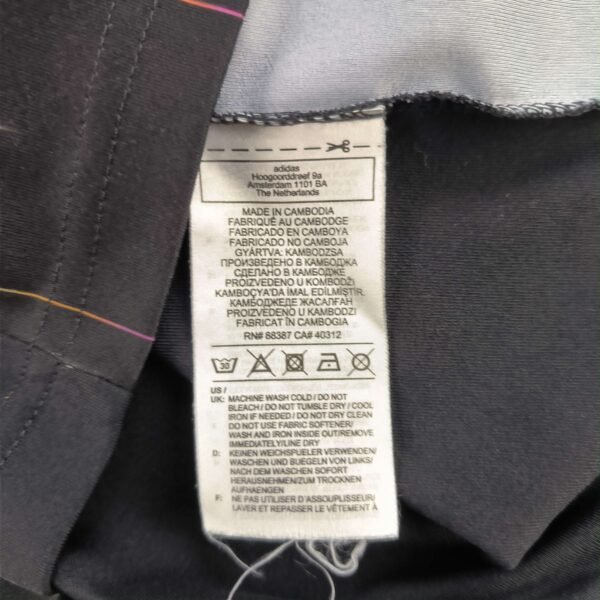 adidas
Hoogoorddreef 9a
Amsterdam 1101 BA
The Netherlands
MADE IN CAMBODIA
FABRIQUÉ AU CAMBODGE
FABRICADO EN CAMBOYA
FABRICADO NO CAMBOJA
GYÁRTVA: KAMBODZSA
ПРОИЗВЕДЕНО В КАМБОДЖА
СДЕЛАНО В КАМБОДЖЕ
PROIZVEDENO U KOMBODŽI
KAMBOÇYA'DA İMAL EDİLMİŞTİR.
КАМБОДЖЕДЕ ЖАСАЛҒАН
PROIZVEDENO U KAMBODZI
FABRICAT ÎN CAMBOGIA
RN# 88387 CA# 40312
30
US /
UK: MACHINE WASH COLD / DO NOT
BLEACH / DO NOT TUMBLE DRY / COOL
IRON IF NEEDED / DO NOT DRY CLEAN
DO NOT USE FABRIC SOFTENER/
WASH AND IRON INSIDE OUT/REMOVE
IMMEDIATELY/LINE DRY
D: KEINEN WEICHSPUELER VERWENDEN/
WASCHEN UND BUEGELN VON LINKS/
NACH DEM WASCHEN SOFORT
HERAUSNEHMEN/ZUM TROCKNEN
AUFHAENGEN
F: NE PAS UTILISER D'ASSOUPLISSEUR/
LAVER ET REPASSER LE VÊTEMENT À